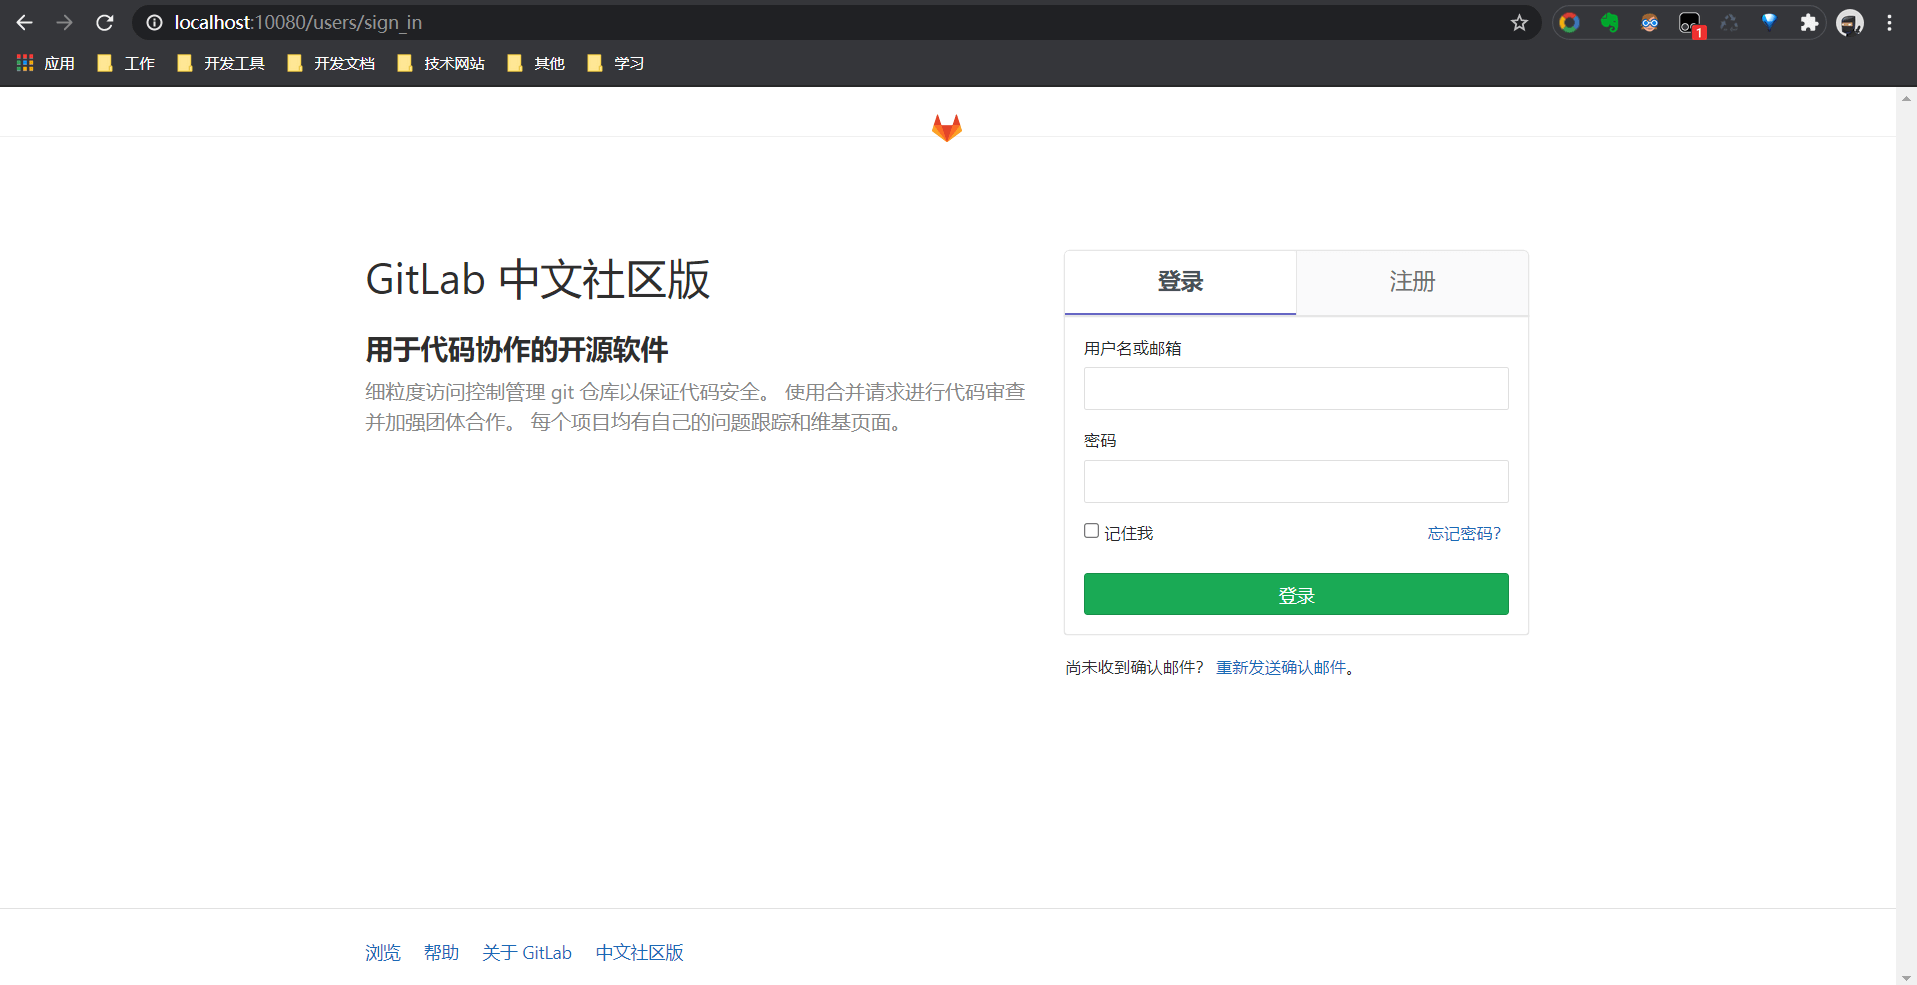 localhost:10080/users/sign_in
1
应用 工作 开发工具 开发文档 技术网站 其他 学习
GitLab 中文社区版
用于代码协作的开源软件
细粒度访问控制管理 git 仓库以保证代码安全。 使用合并请求进行代码审查
并加强团体合作。 每个项目均有自己的问题跟踪和维基页面。
登录 注册
用户名或邮箱
密码
记住我 忘记密码?
登录
尚未收到确认邮件? 重新发送确认邮件。
浏览 帮助 关于 GitLab 中文社区版